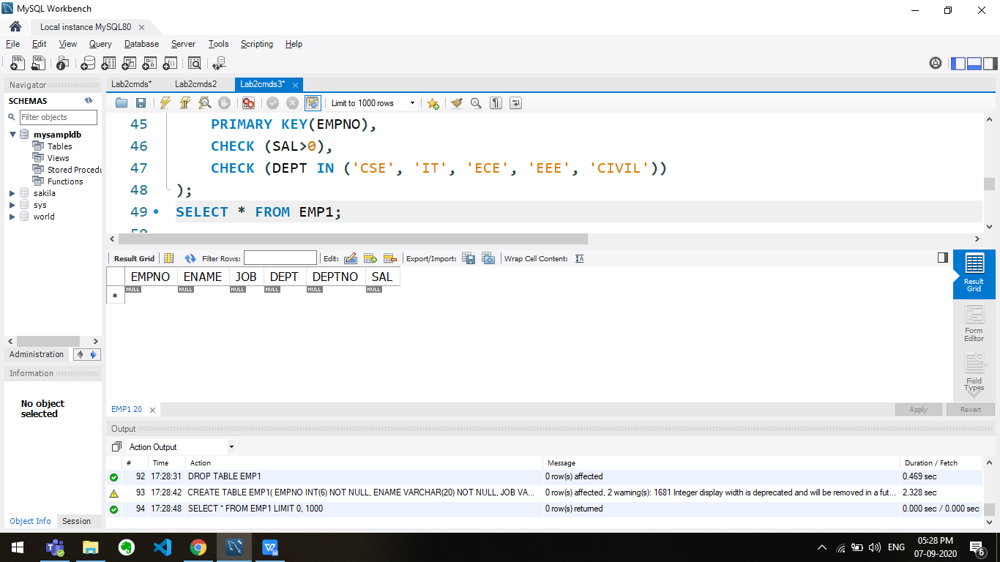 MySQL Workbench
Local instance MySQL80
File Edit View Query Database Server Tools Scripting Help
Navigator
SCHEMAS
Filter objects
mysampldb
Tables
Views
Stored Procedu
Functions
sakila
sys
world
Administration
Information
No object
selected
Object Info Session
Lab2cmds* Lab2cmds2 Lab2cmds3*
Limit to 1000 rows
45 PRIMARY KEY(EMPNO),
46 CHECK (SAL>0),
47 CHECK (DEPT IN ('CSE', 'IT', 'ECE', 'EEE', 'CIVIL'))
48 );
49 SELECT * FROM EMP1;
50
Result Grid Filter Rows: Edit: Export/Import: Wrap Cell Content:
EMPNO ENAME JOB DEPT DEPTNO SAL
* NULL NULL NULL NULL NULL NULL
Result
Grid
Form
Editor
Field
Types
EMP1 20
Apply Revert
Output
Action Output
# Time Action Message Duration / Fetch
92 17:28:31 DROP TABLE EMP1 0 row(s) affected 0.469 sec
93 17:28:42 CREATE TABLE EMP1( EMPNO INT(6) NOT NULL, ENAME VARCHAR(20) NOT NULL, JOB VA... 0 row(s) affected, 2 warning(s): 1681 Integer display width is deprecated and will be removed in a fut... 2.328 sec
94 17:28:48 SELECT * FROM EMP1 LIMIT 0, 1000 0 row(s) returned 0.000 sec / 0.000 sec
ENG
05:28 PM
07-09-2020
6